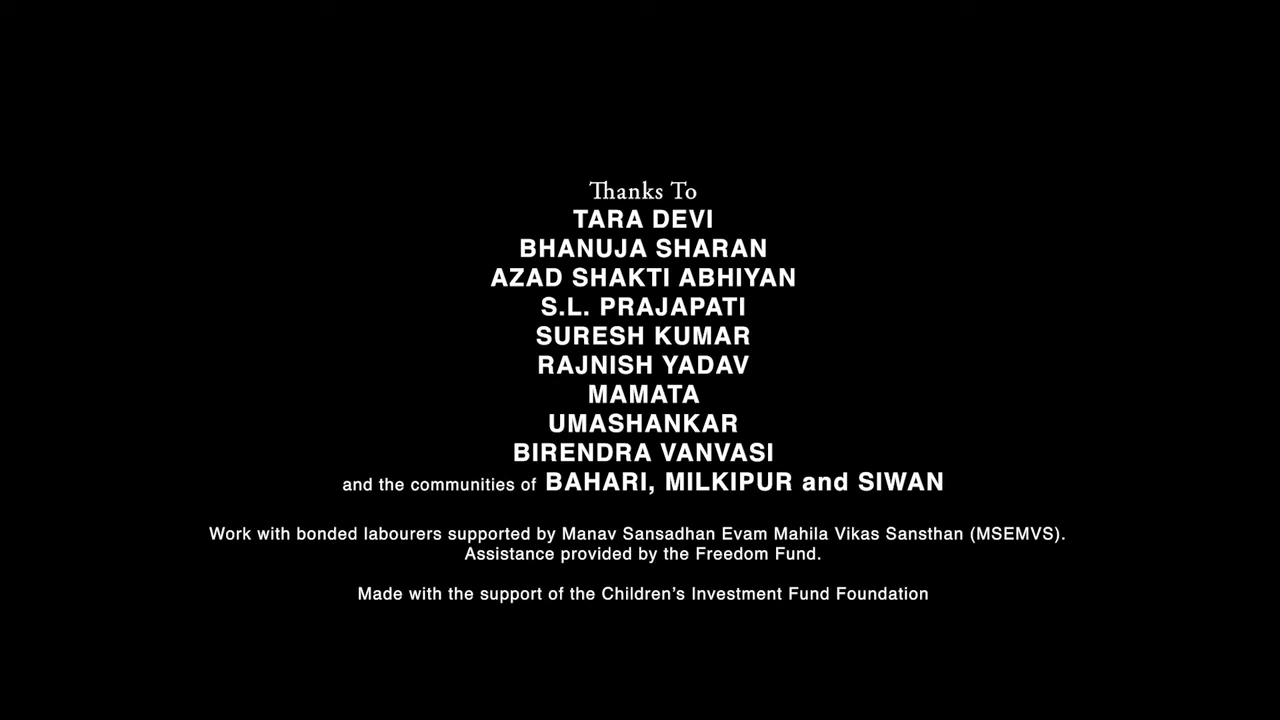 Thanks To
TARA DEVI
BHANUJA SHARAN
AZAD SHAKTI ABHIYAN
S.L. PRAJAPATI
SURESH KUMAR
RAJNISH YADAV
MAMATA
UMASHANKAR
BIRENDRA VANVASI
and the communities of BAHARI, MILKIPUR and SIWAN
Work with bonded labourers supported by Manav Sansadhan Evam Mahila Vikas Sansthan (MSEMVS).
Assistance provided by the Freedom Fund.
Made with the support of the Children’s Investment Fund Foundation